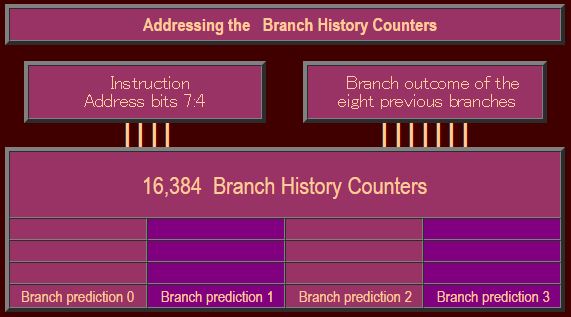 Addressing the Branch History Counters
Instruction
Address bits 7:4
Branch outcome of the
eight previous branches
16,384 Branch History Counters
Branch prediction 0
Branch prediction 1
Branch prediction 2
Branch prediction 3